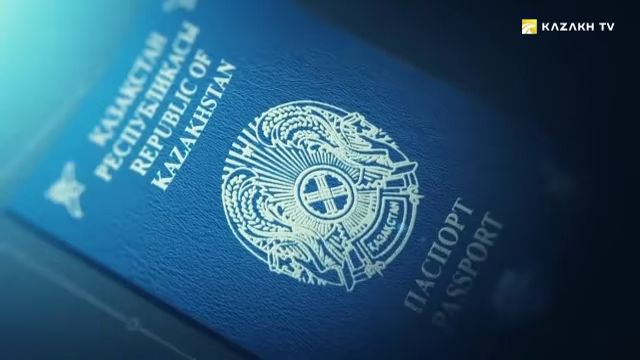 KAZAKH TV
ҚАЗАҚСТАН
РЕСПУБЛИКАСЫ
REPUBLIC OF
KAZAKHSTAN
ҚАЗАҚСТАН
ПАСПОРТ
PASSPORT